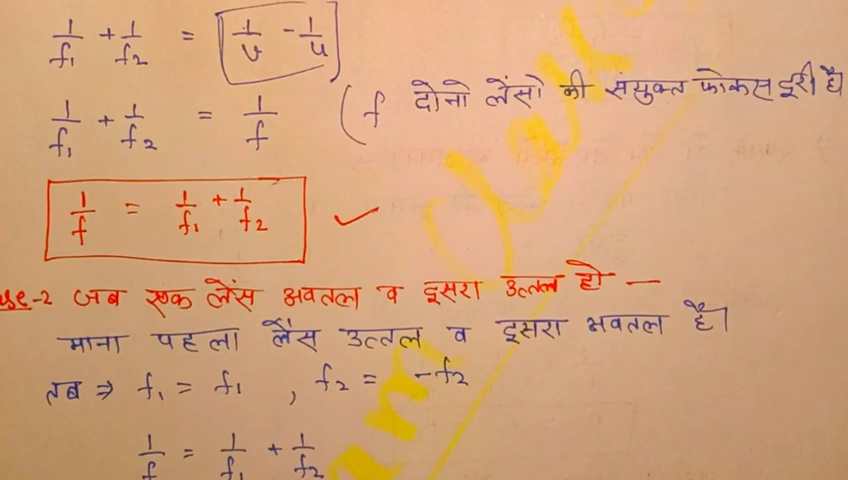 1/f₁ + 1/f₂ = 1/v - 1/u
1/f₁ + 1/f₂ = 1/f (f दोनो लेंसो की संयुक्त फोकस दूरी है
1/f = 1/f₁ + 1/f₂ ✓
-2 जब एक लेंस अवतल व दूसरा उत्तल हो —
माना पहला लेंस उत्तल व दूसरा अवतल है।
तब ⇒ f₁ = f₁ , f₂ = -f₂
1/f = 1/f₁ + 1/f₂